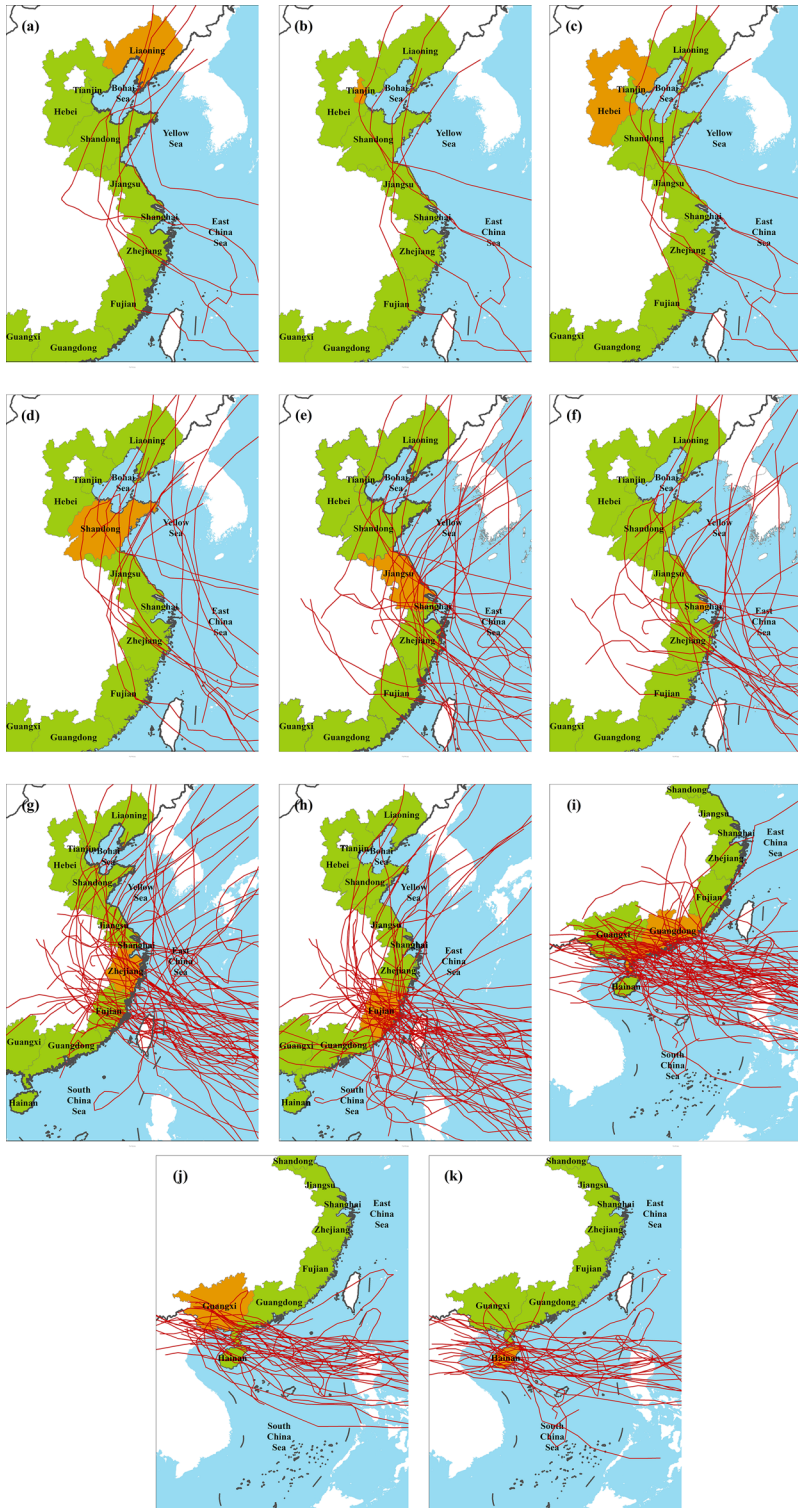 (a)
Liaoning
Tianjin
Bohai
Sea
Hebei
Shandong
Yellow
Sea
Jiangsu
Shanghai
East
China
Sea
Zhejiang
Fujian
Guangxi
Guangdong
(b)
Liaoning
Tianjin
Bohai
Sea
Hebei
Shandong
Yellow
Sea
Jiangsu
Shanghai
East
China
Sea
Zhejiang
Fujian
Guangxi
Guangdong
(c)
Liaoning
Tianjin
Bohai
Sea
Hebei
Shandong
Yellow
Sea
Jiangsu
Shanghai
East
China
Sea
Zhejiang
Fujian
Guangxi
Guangdong
(d)
Liaoning
Tianjin
Bohai
Sea
Hebei
Shandong
Yellow
Sea
Jiangsu
Shanghai
East
China
Sea
Zhejiang
Fujian
Guangxi
Guangdong
(e)
Liaoning
Tianjin
Bohai
Sea
Hebei
Shandong
Yellow
Sea
Jiangsu
Shanghai
East
China
Sea
Zhejiang
Fujian
Guangxi
Guangdong
(f)
Liaoning
Tianjin
Bohai
Sea
Hebei
Shandong
Yellow
Sea
Jiangsu
Shanghai
East
China
Sea
Zhejiang
Fujian
Guangxi
Guangdong
(g)
Liaoning
Tianjin
Bohai
Sea
Hebei
Shandong
Yellow
Sea
Jiangsu
Shanghai
East
China
Sea
Zhejiang
Fujian
Guangxi
Guangdong
Hainan
South
China
Sea
(h)
Liaoning
Tianjin
Bohai
Sea
Hebei
Shandong
Yellow
Sea
Jiangsu
Shanghai
East
China
Sea
Zhejiang
Fujian
Guangxi
Guangdong
Hainan
South
China
Sea
(i)
Shandong
Jiangsu
Shanghai
East
China
Sea
Zhejiang
Fujian
Guangdong
Guangxi
Hainan
South
China
Sea
(j)
Shandong
Jiangsu
Shanghai
East
China
Sea
Zhejiang
Fujian
Guangxi
Guangdong
Hainan
South
China
Sea
(k)
Shandong
Jiangsu
Shanghai
East
China
Sea
Zhejiang
Fujian
Guangxi
Guangdong
Hainan
South
China
Sea